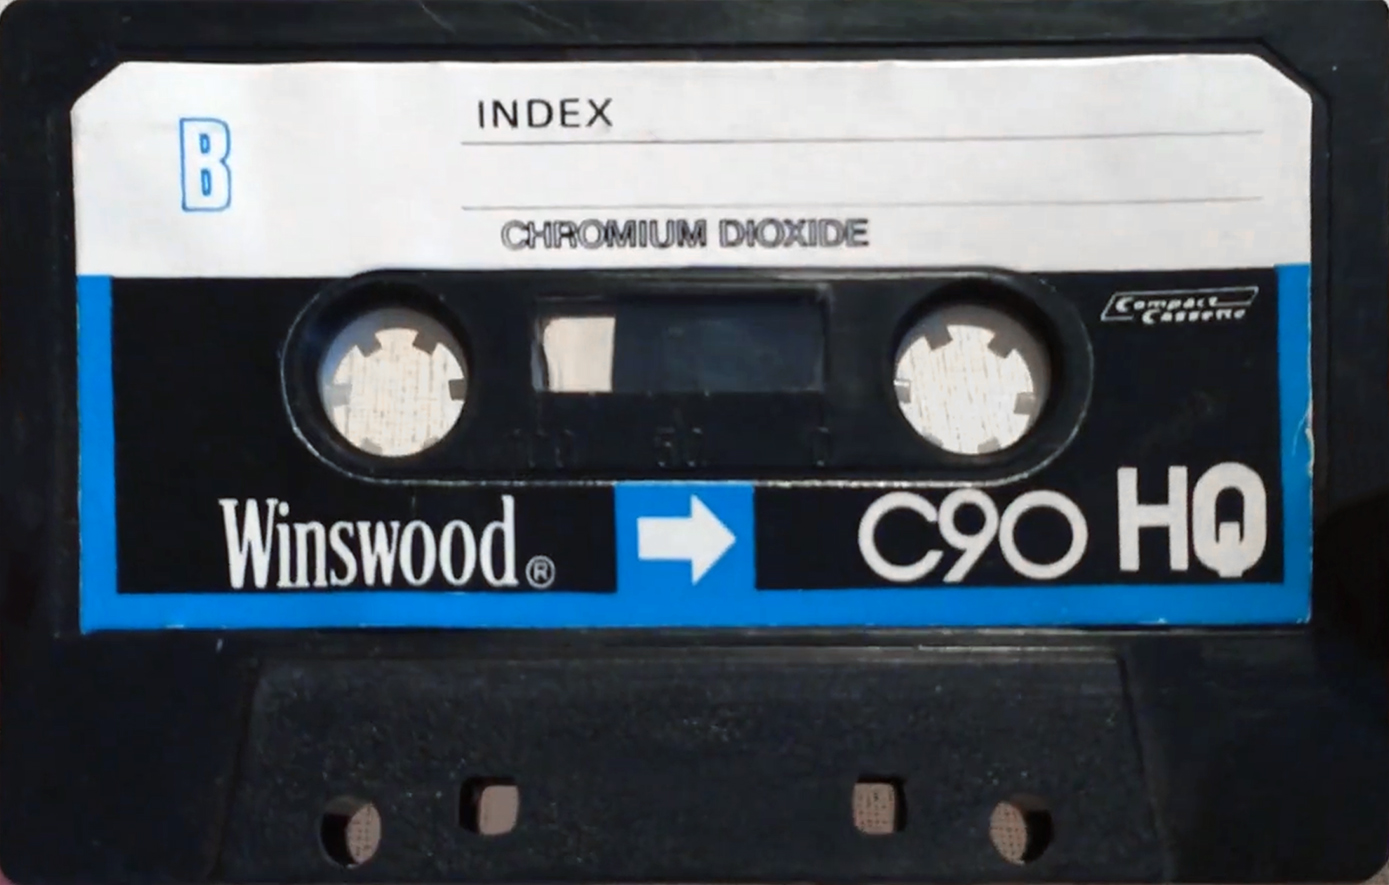 B
INDEX
CHROMIUM DIOXIDE
Compact
Cassette
100 50 0
Winswood®
C90 HQ